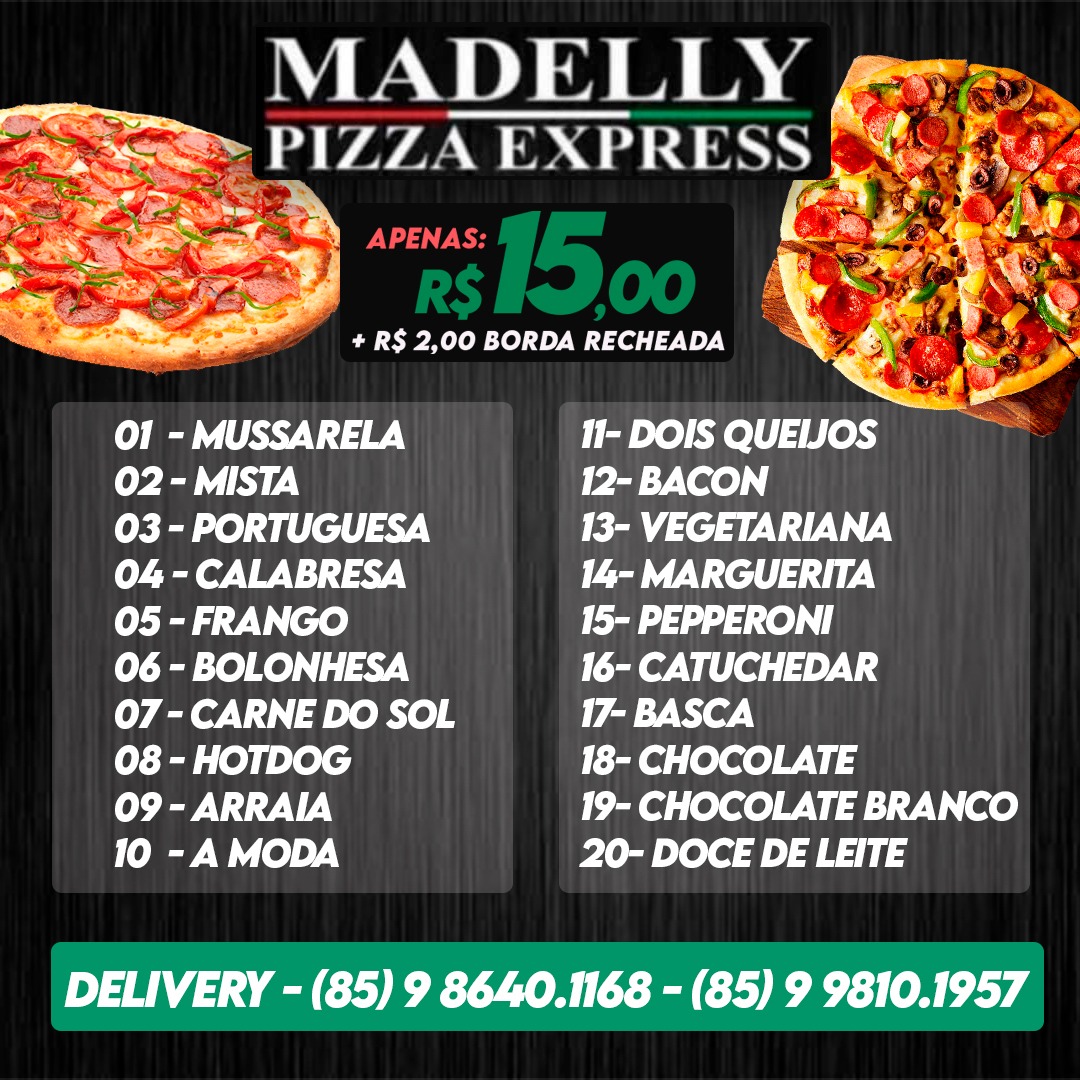 MADELLY
PIZZA EXPRESS
APENAS:
R$ 15,00
+ R$ 2,00 BORDA RECHEADA
01 - MUSSARELA
02 - MISTA
03 - PORTUGUESA
04 - CALABRESA
05 - FRANGO
06 - BOLONHESA
07 - CARNE DO SOL
08 - HOTDOG
09 - ARRAIA
10 - A MODA
11- DOIS QUEIJOS
12- BACON
13- VEGETARIANA
14- MARGUERITA
15- PEPPERONI
16- CATUCHEDAR
17- BASCA
18- CHOCOLATE
19- CHOCOLATE BRANCO
20- DOCE DE LEITE
DELIVERY - (85) 9 8640.1168 - (85) 9 9810.1957